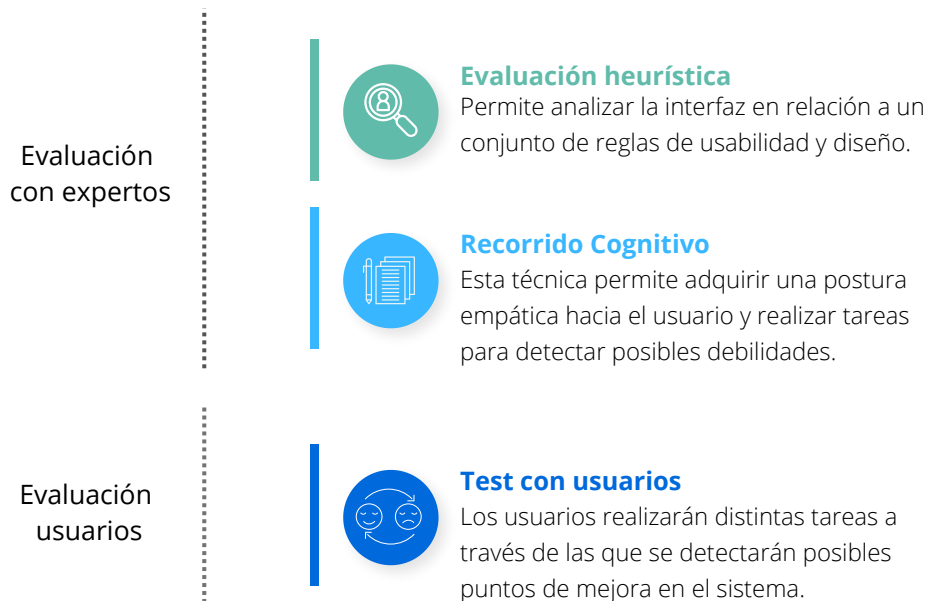 Evaluación
con expertos
Evaluación heurística
Permite analizar la interfaz en relación a un
conjunto de reglas de usabilidad y diseño.
Recorrido Cognitivo
Esta técnica permite adquirir una postura
empática hacia el usuario y realizar tareas
para detectar posibles debilidades.
Evaluación
usuarios
Test con usuarios
Los usuarios realizarán distintas tareas a
través de las que se detectarán posibles
puntos de mejora en el sistema.